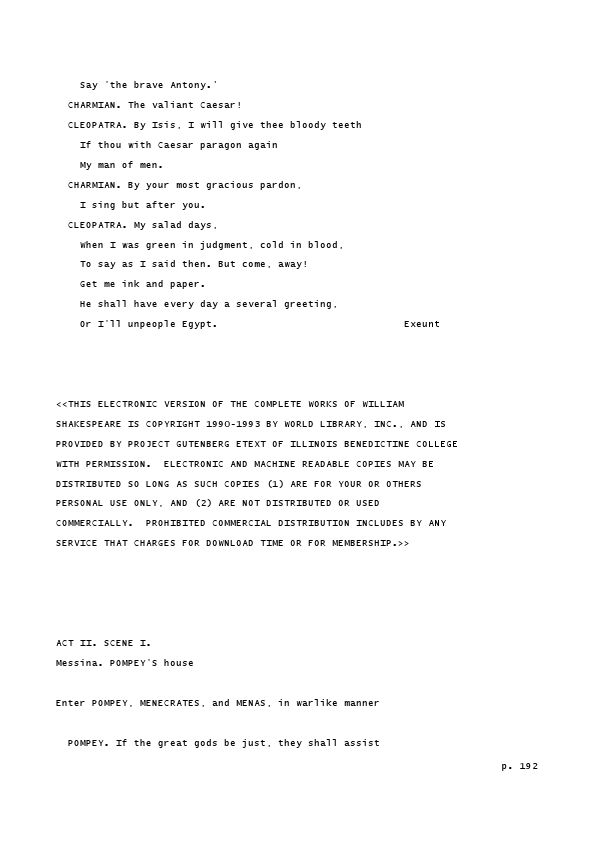 Say 'the brave Antony.'
CHARMIAN. The valiant Caesar!
CLEOPATRA. By Isis, I will give thee bloody teeth
If thou with Caesar paragon again
My man of men.
CHARMIAN. By your most gracious pardon,
I sing but after you.
CLEOPATRA. My salad days,
When I was green in judgment, cold in blood,
To say as I said then. But come, away!
Get me ink and paper.
He shall have every day a several greeting,
Or I'll unpeople Egypt. Exeunt
<<THIS ELECTRONIC VERSION OF THE COMPLETE WORKS OF WILLIAM
SHAKESPEARE IS COPYRIGHT 1990-1993 BY WORLD LIBRARY, INC., AND IS
PROVIDED BY PROJECT GUTENBERG ETEXT OF ILLINOIS BENEDICTINE COLLEGE
WITH PERMISSION.  ELECTRONIC AND MACHINE READABLE COPIES MAY BE
DISTRIBUTED SO LONG AS SUCH COPIES (1) ARE FOR YOUR OR OTHERS
PERSONAL USE ONLY, AND (2) ARE NOT DISTRIBUTED OR USED
COMMERCIALLY.  PROHIBITED COMMERCIAL DISTRIBUTION INCLUDES BY ANY
SERVICE THAT CHARGES FOR DOWNLOAD TIME OR FOR MEMBERSHIP.>>
ACT II. SCENE I.
Messina. POMPEY'S house
Enter POMPEY, MENECRATES, and MENAS, in warlike manner
POMPEY. If the great gods be just, they shall assist
p. 192